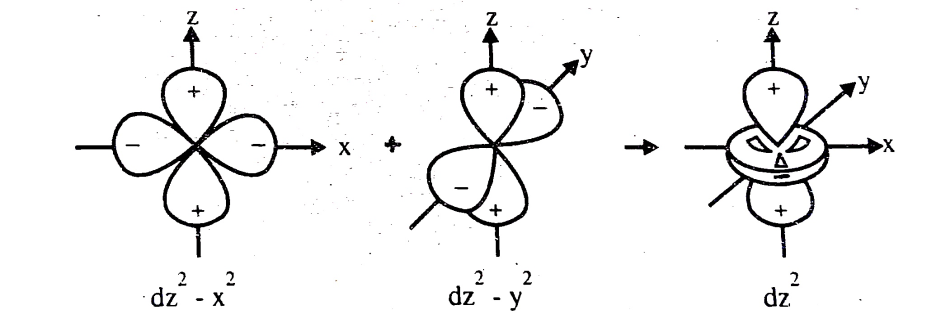 z z z
y
y
+ + +
− −
− − x + → x
−
− +
+ +
dz² - x² dz² - y² dz²